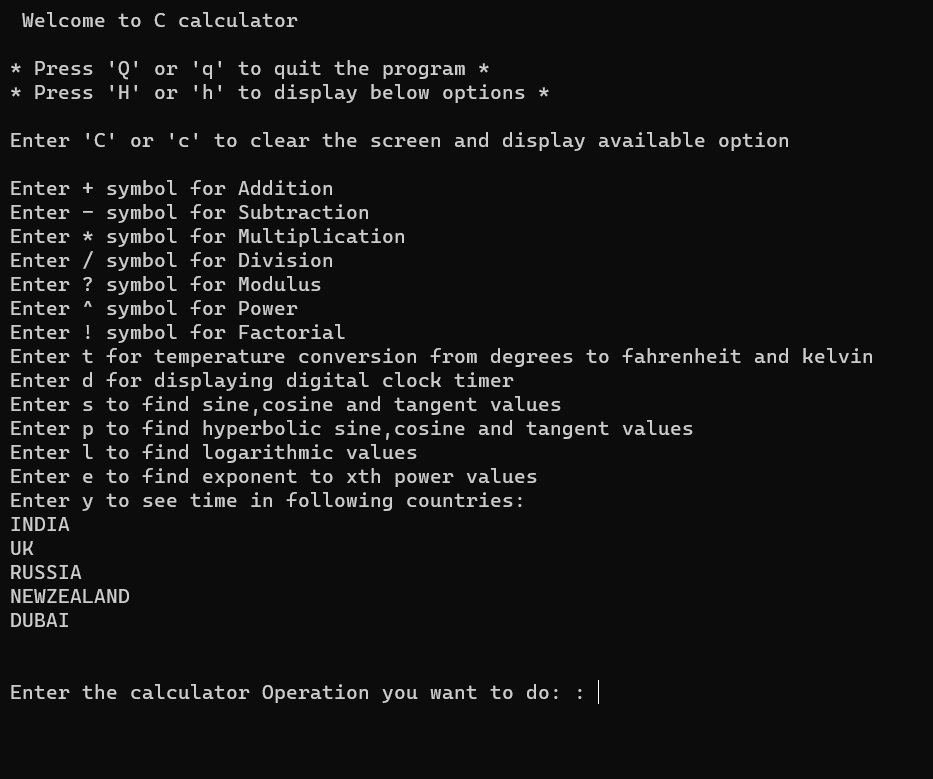 Welcome to C calculator
* Press 'Q' or 'q' to quit the program *
* Press 'H' or 'h' to display below options *
Enter 'C' or 'c' to clear the screen and display available option
Enter + symbol for Addition
Enter - symbol for Subtraction
Enter * symbol for Multiplication
Enter / symbol for Division
Enter ? symbol for Modulus
Enter ^ symbol for Power
Enter ! symbol for Factorial
Enter t for temperature conversion from degrees to fahrenheit and kelvin
Enter d for displaying digital clock timer
Enter s to find sine,cosine and tangent values
Enter p to find hyperbolic sine,cosine and tangent values
Enter l to find logarithmic values
Enter e to find exponent to xth power values
Enter y to see time in following countries:
INDIA
UK
RUSSIA
NEWZEALAND
DUBAI
Enter the calculator Operation you want to do: :